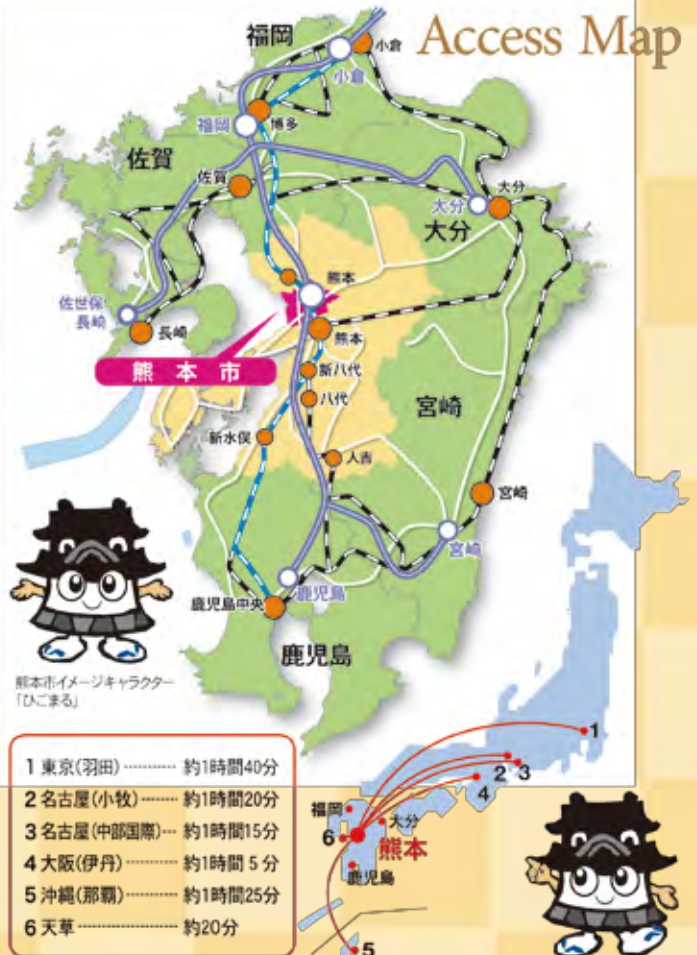 Access Map
福岡
小倉
小倉
福岡
博多
佐賀
佐賀
大分
大分
大分
佐世保
長崎
長崎
熊本
熊本市
熊本
新八代
八代
宮崎
新水俣
人吉
宮崎
宮崎
鹿児島
鹿児島中央
鹿児島
熊本市イメージキャラクター
「ひごまる」
1 東京(羽田) ………… 約1時間40分
2 名古屋(小牧) ……… 約1時間20分
3 名古屋(中部国際)… 約1時間15分
4 大阪(伊丹) ………… 約1時間 5分
5 沖縄(那覇) ………… 約1時間25分
6 天草 ………………… 約20分
1
2
3
4
福岡
大分
6
熊本
鹿児島
5